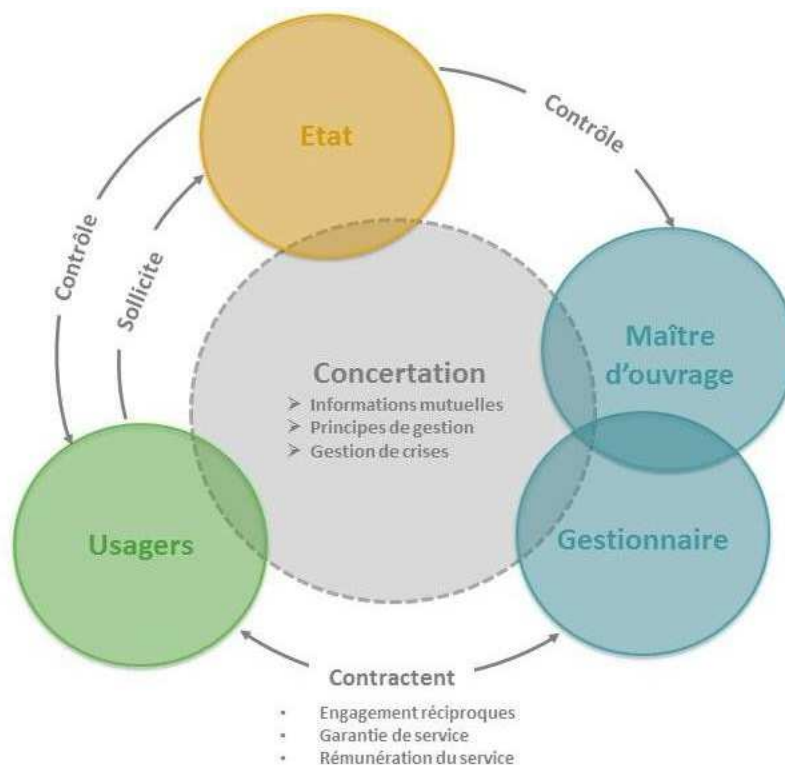 Etat
Contrôle
Contrôle
Sollicite
Maître
d'ouvrage
Concertation
➢ Informations mutuelles
➢ Principes de gestion
➢ Gestion de crises
Usagers
Gestionnaire
Contractent
• Engagement réciproques
• Garantie de service
• Rémunération du service